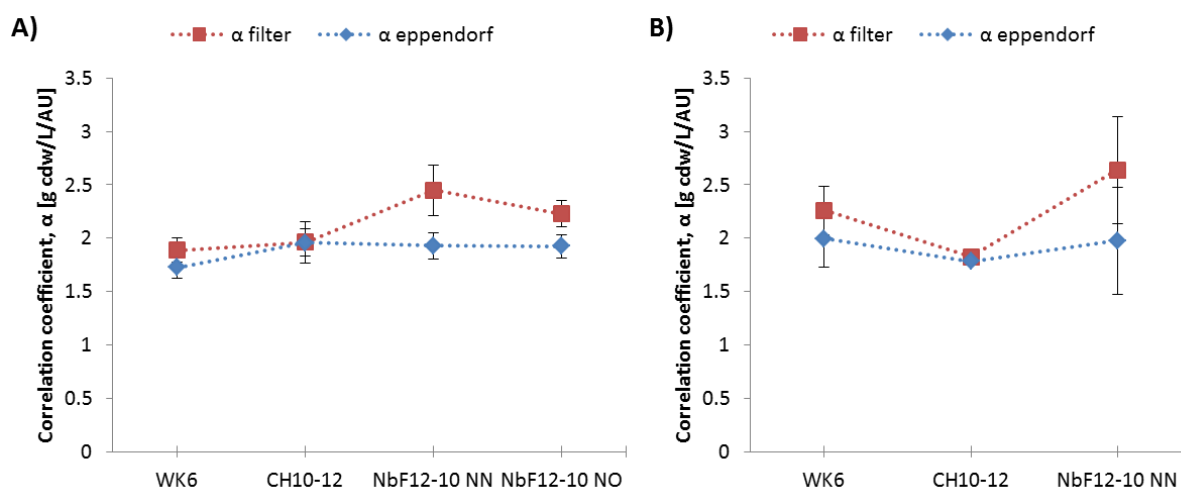 A)
α filter
α eppendorf
Correlation coefficient, α [g cdw/L/AU]
3.5
3
2.5
2
1.5
1
0.5
0
WK6
CH10-12
NbF12-10 NN
NbF12-10 NO
B)
α filter
α eppendorf
Correlation coefficient, α [g cdw/L/AU]
3.5
3
2.5
2
1.5
1
0.5
0
WK6
CH10-12
NbF12-10 NN